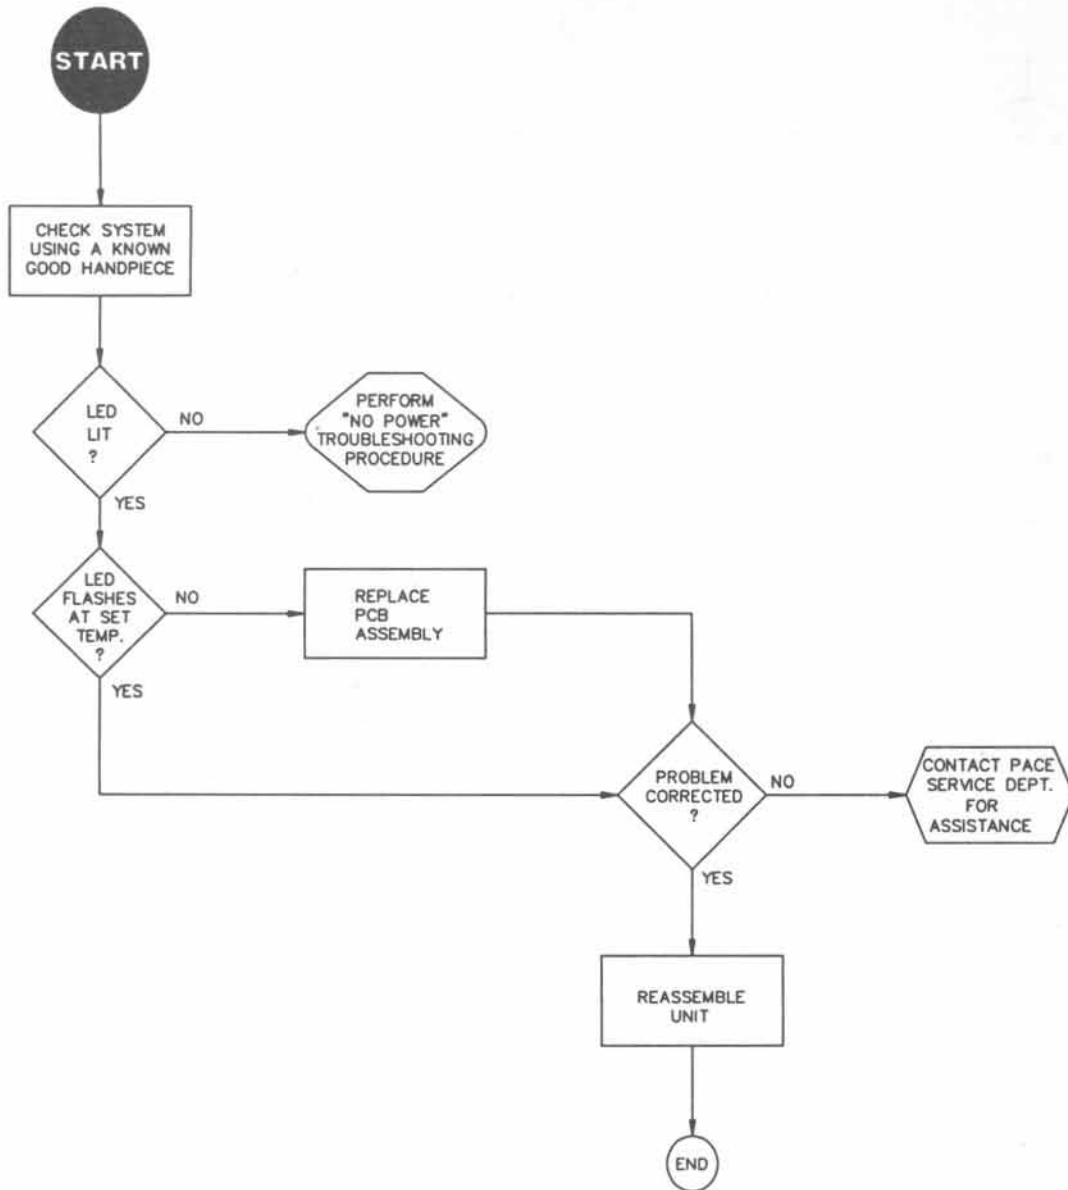 START
CHECK SYSTEM
USING A KNOWN
GOOD HANDPIECE
LED
LIT
?
NO
PERFORM
"NO POWER"
TROUBLESHOOTING
PROCEDURE
YES
LED
FLASHES
AT SET
TEMP.
?
NO
REPLACE
PCB
ASSEMBLY
YES
PROBLEM
CORRECTED
?
NO
CONTACT PACE
SERVICE DEPT.
FOR
ASSISTANCE
YES
REASSEMBLE
UNIT
END